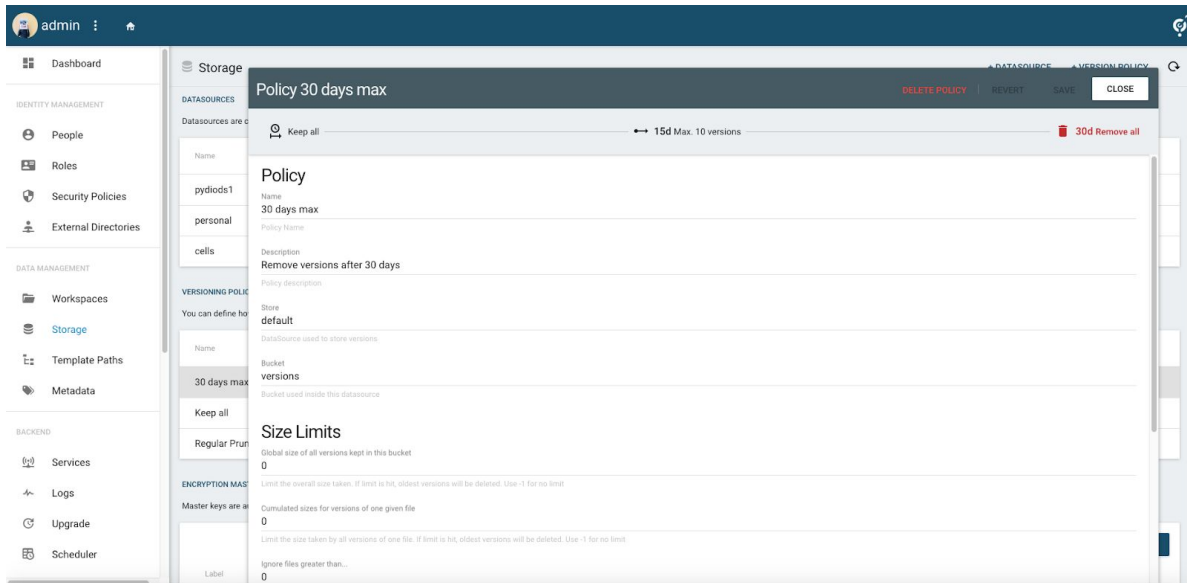 admin
Dashboard
IDENTITY MANAGEMENT
People
Roles
Security Policies
External Directories
DATA MANAGEMENT
Workspaces
Storage
Template Paths
Metadata
BACKEND
Services
Logs
Upgrade
Scheduler
Storage
+ DATASOURCE + VERSION POLICY
DATASOURCES
Datasources are c
Name
pydiods1
personal
cells
VERSIONING POLIC
You can define ho
Name
30 days max
Keep all
Regular Prun
ENCRYPTION MAS
Master keys are a
Label
Policy 30 days max
DELETE POLICY REVERT SAVE CLOSE
Keep all 15d Max. 10 versions 30d Remove all
Policy
Name
30 days max
Policy Name
Description
Remove versions after 30 days
Policy description
Store
default
DataSource used to store versions
Bucket
versions
Bucket used inside this datasource
Size Limits
Global size of all versions kept in this bucket
0
Limit the overall size taken. If limit is hit, oldest versions will be deleted. Use -1 for no limit
Cumulated sizes for versions of one given file
0
Limit the size taken by all versions of one file. If limit is hit, oldest versions will be deleted. Use -1 for no limit
Ignore files greater than...
0